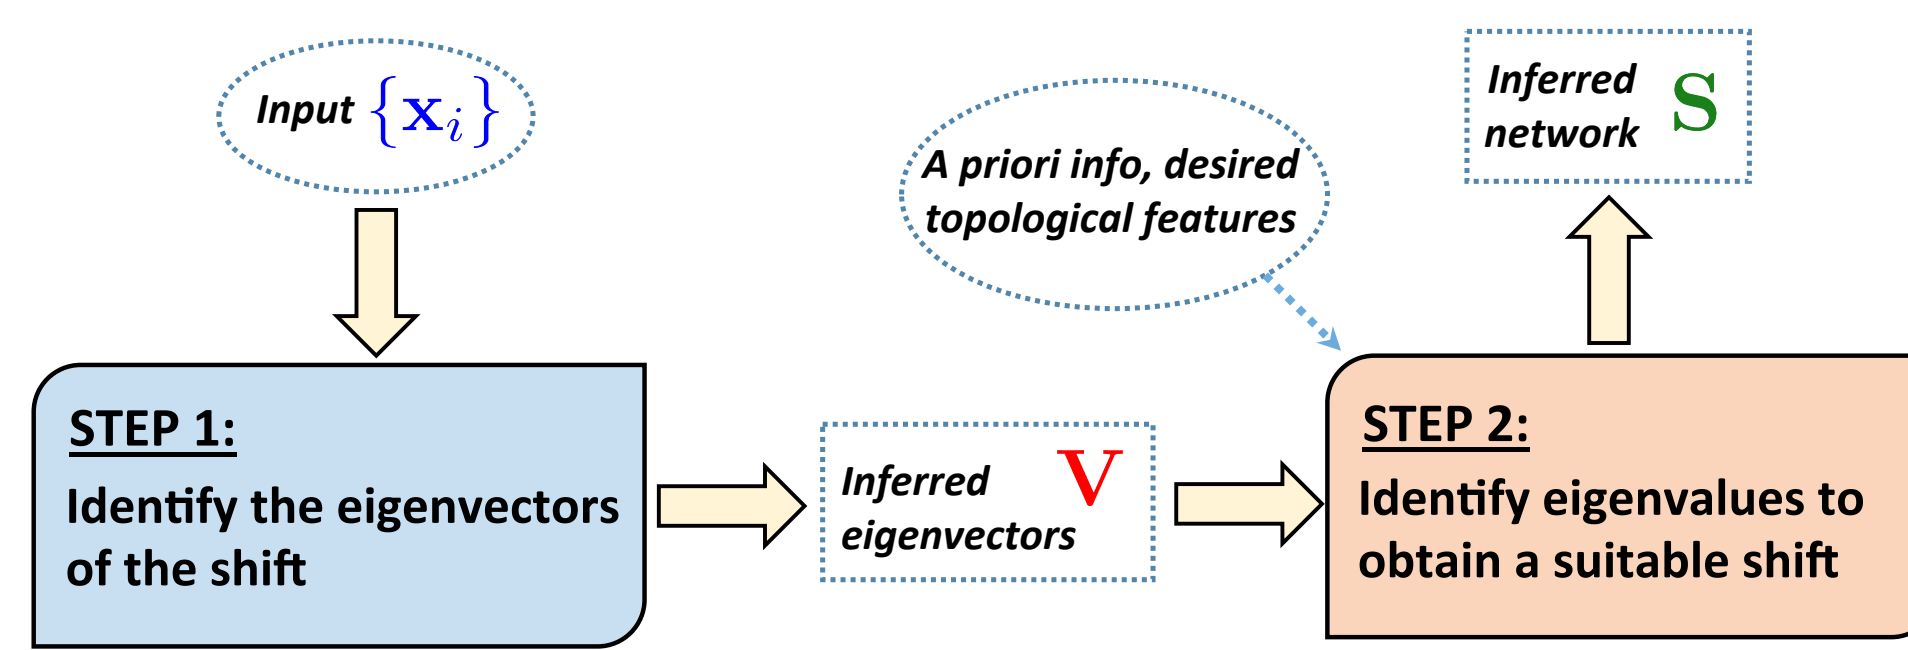 Input {x_i}
A priori info, desired
topological features
Inferred
network S
STEP 1:
Identify the eigenvectors
of the shift
Inferred V
eigenvectors
STEP 2:
Identify eigenvalues to
obtain a suitable shift